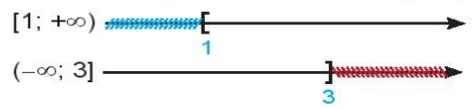 [1; +∞)
1
(−∞; 3]
3